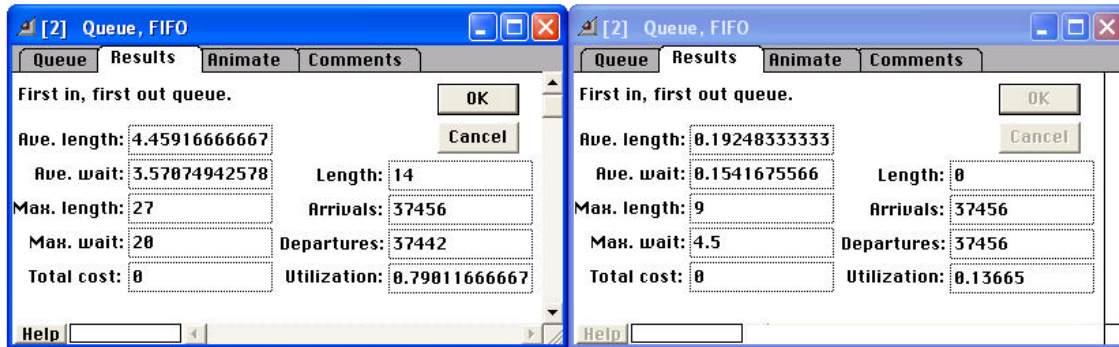 [2] Queue, FIFO
Queue Results Animate Comments
First in, first out queue.
OK
Cancel
Ave. length: 4.45916666667
Ave. wait: 3.57074942578
Length: 14
Max. length: 27
Arrivals: 37456
Max. wait: 20
Departures: 37442
Total cost: 0
Utilization: 0.79011666667
Help
[2] Queue, FIFO
Queue Results Animate Comments
First in, first out queue.
OK
Cancel
Ave. length: 0.19248333333
Ave. wait: 0.1541675566
Length: 0
Max. length: 9
Arrivals: 37456
Max. wait: 4.5
Departures: 37456
Total cost: 0
Utilization: 0.13665
Help